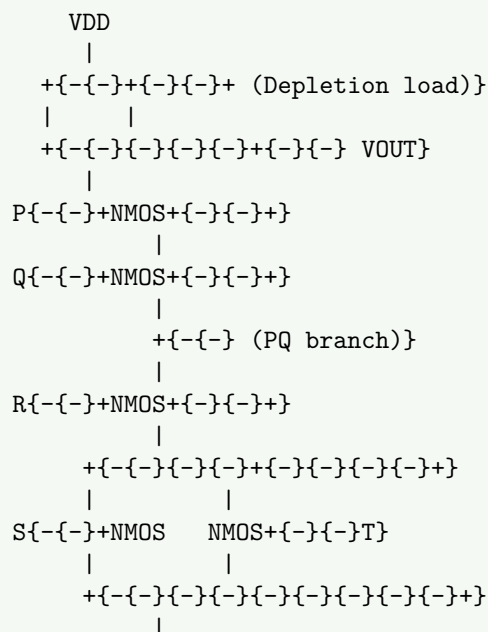 VDD
|
+{-{-}+{-}{-}+ (Depletion load)}
| |
+{-{-}{-}{-}{-}+{-}{-} VOUT}
|
P{-{-}+NMOS+{-}{-}+}
|
Q{-{-}+NMOS+{-}{-}+}
|
+{-{-} (PQ branch)}
|
R{-{-}+NMOS+{-}{-}+}
|
+{-{-}{-}{-}+{-}{-}{-}{-}+}
| |
S{-{-}+NMOS NMOS+{-}{-}T}
| |
+{-{-}{-}{-}{-}{-}{-}{-}{-}+}
|